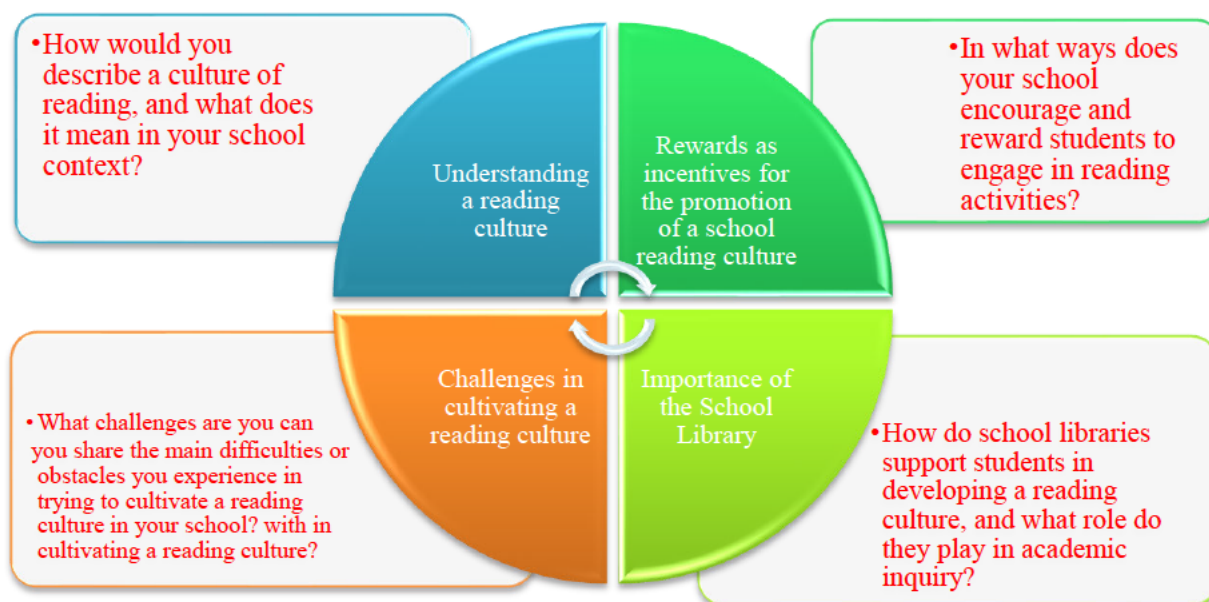 •How would you
describe a culture of
reading, and what does
it mean in your school
context?
Understanding
a reading
culture
Rewards as
incentives for
the promotion
of a school
reading culture
•In what ways does
your school
encourage and
reward students to
engage in reading
activities?
•What challenges are you can
you share the main difficulties or
obstacles you experience in
trying to cultivate a reading
culture in your school? with in
cultivating a reading culture?
Challenges in
cultivating a
reading culture
Importance of
the School
Library
•How do school libraries
support students in
developing a reading
culture, and what role do
they play in academic
inquiry?